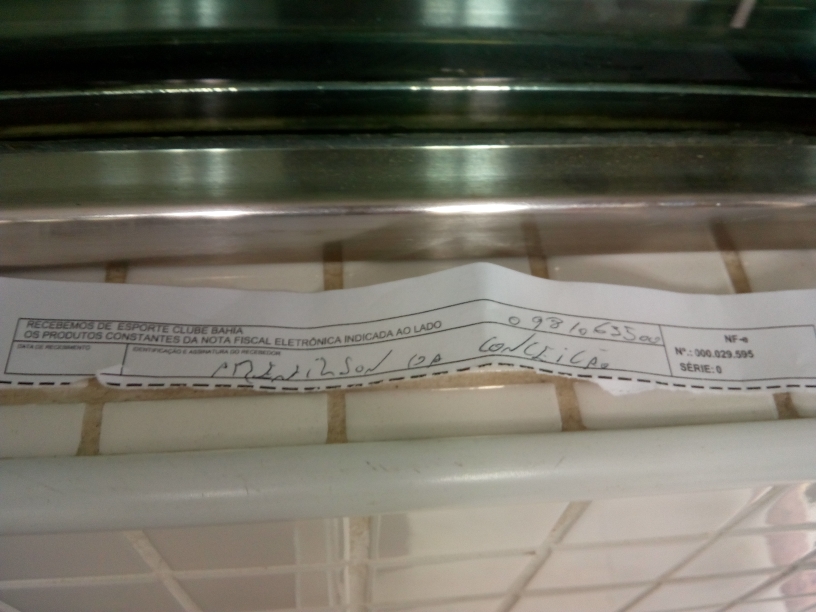 RECEBEMOS DE ESPORTE CLUBE BAHIA
OS PRODUTOS CONSTANTES DA NOTA FISCAL ELETRÔNICA INDICADA AO LADO
DATA DE RECEBIMENTO
IDENTIFICAÇÃO E ASSINATURA DO RECEBEDOR
DA CONCEIÇÃO
NF-e
Nº.: 000.029.595
SÉRIE: 0